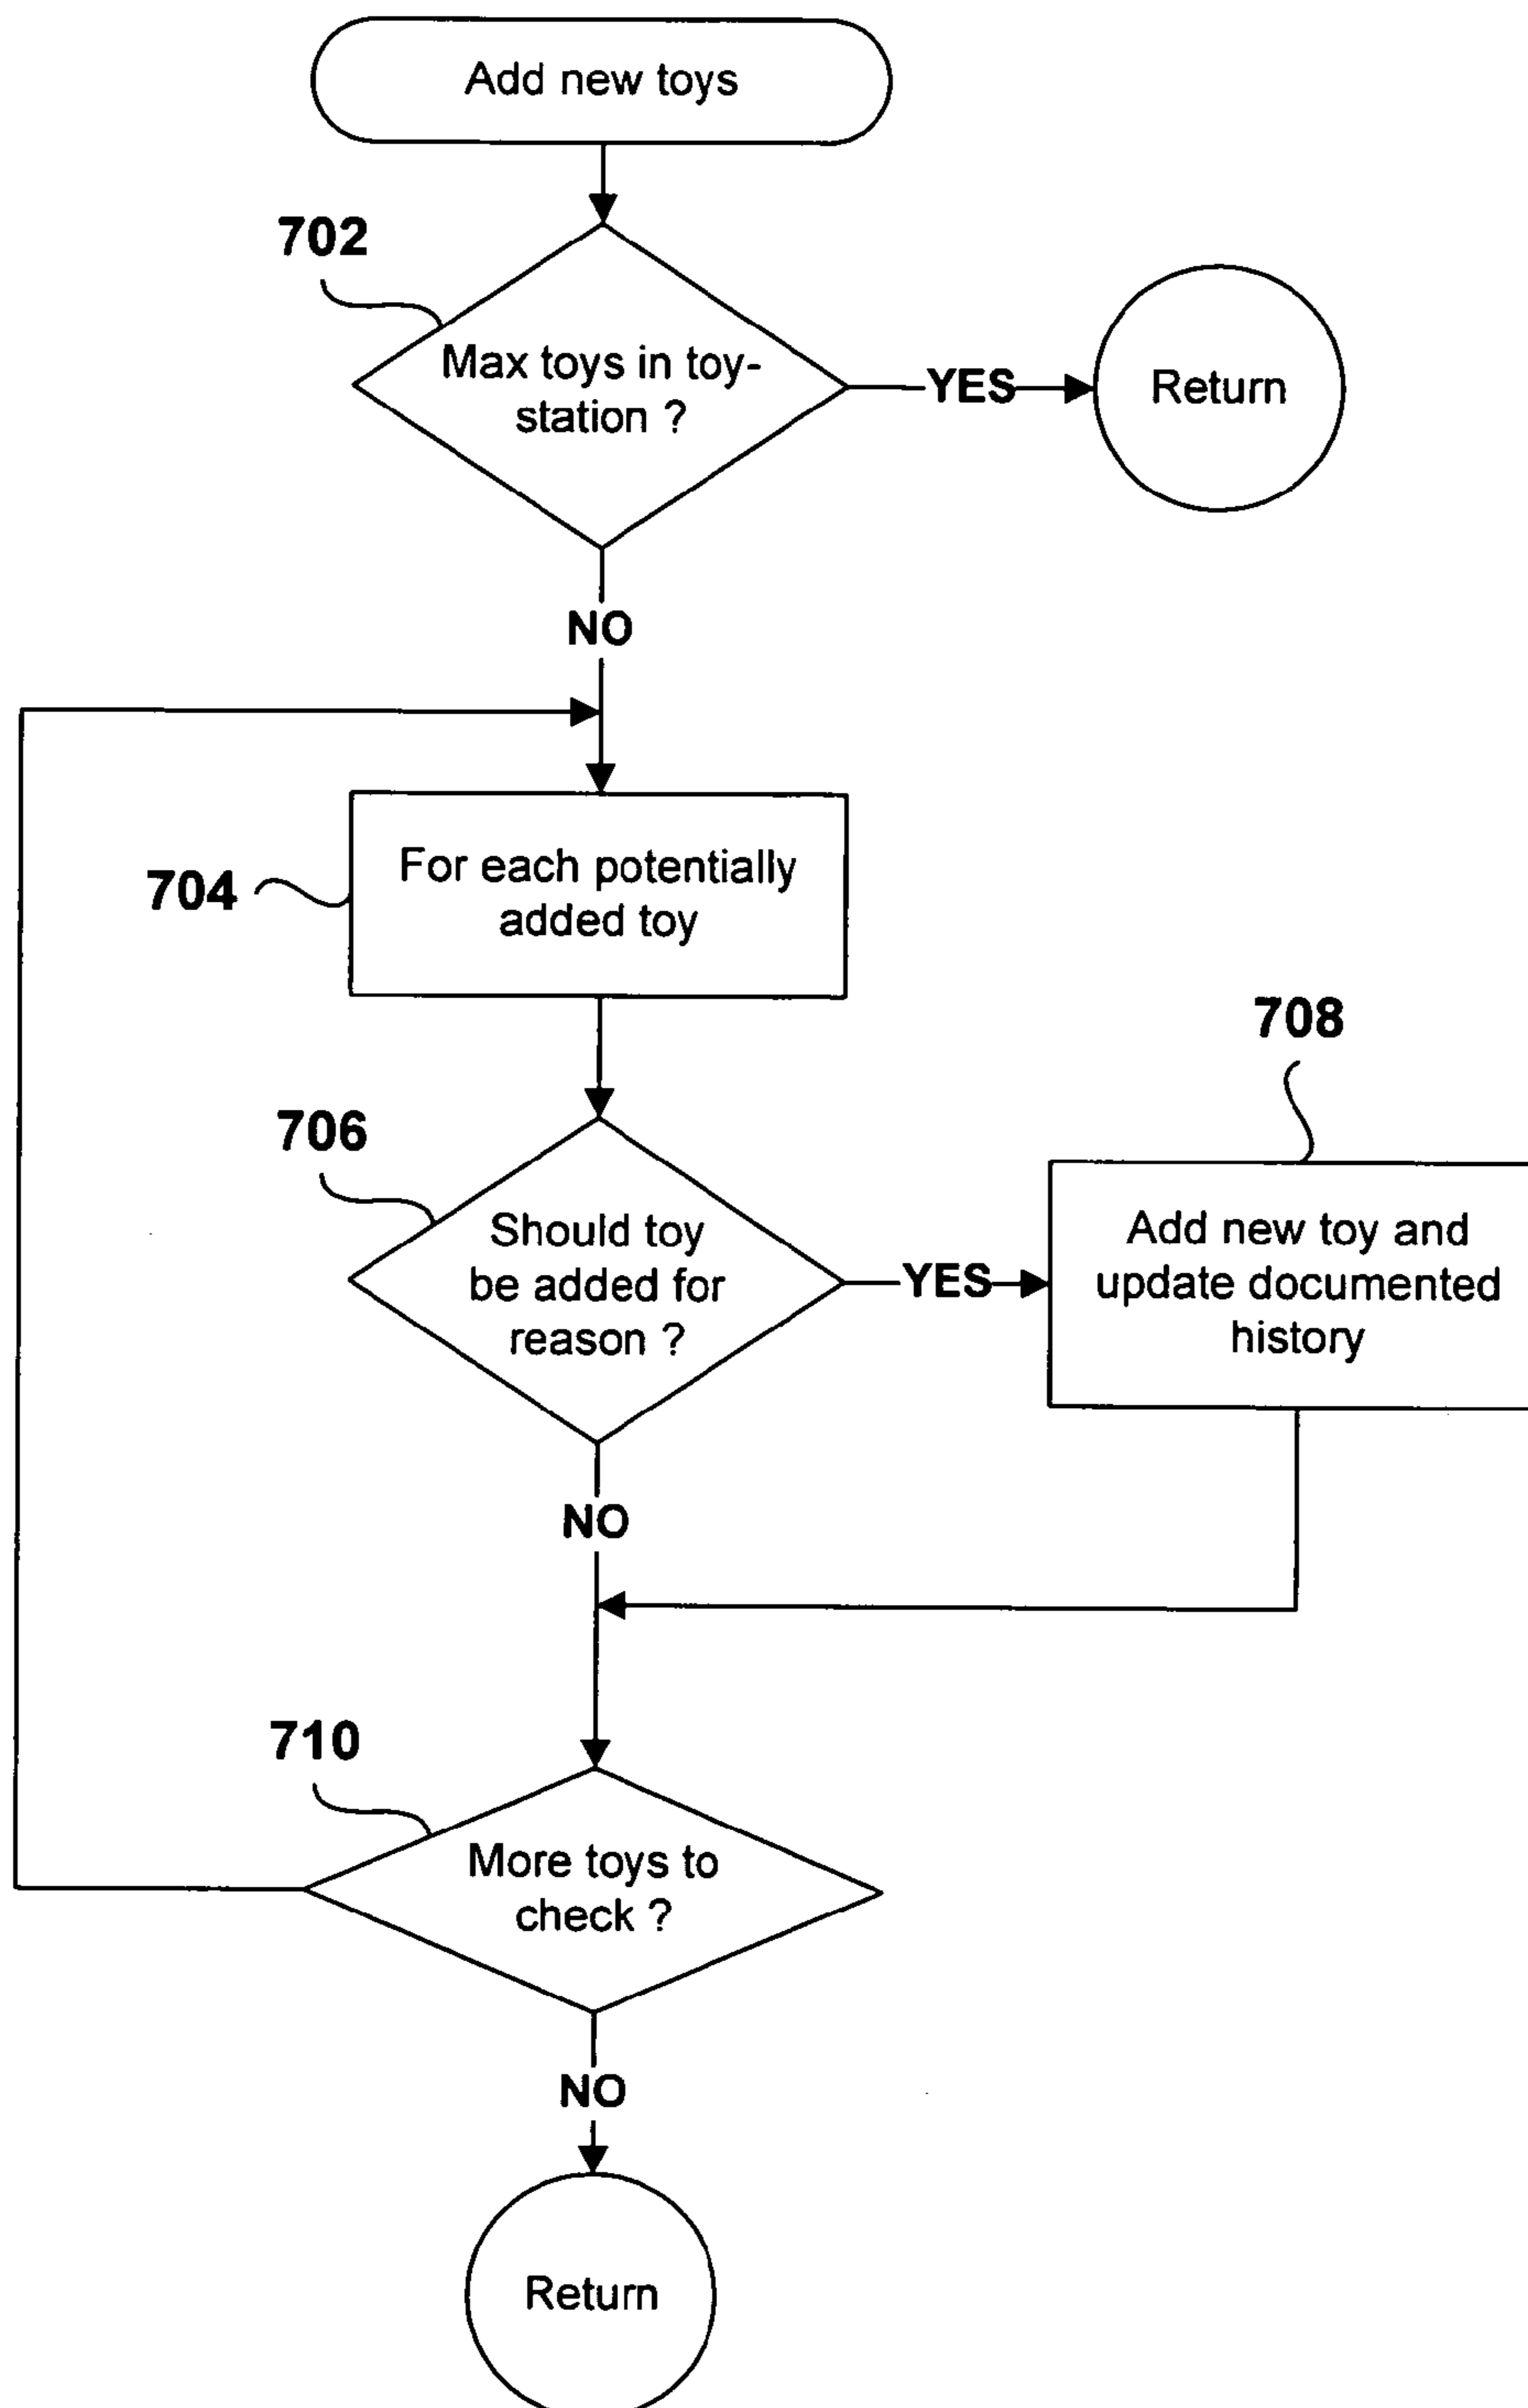 Add new toys
702
Max toys in toy-
station ?
YES
Return
NO
704
For each potentially
added toy
706
Should toy
be added for
reason ?
YES
708
Add new toy and
update documented
history
NO
710
More toys to
check ?
NO
Return